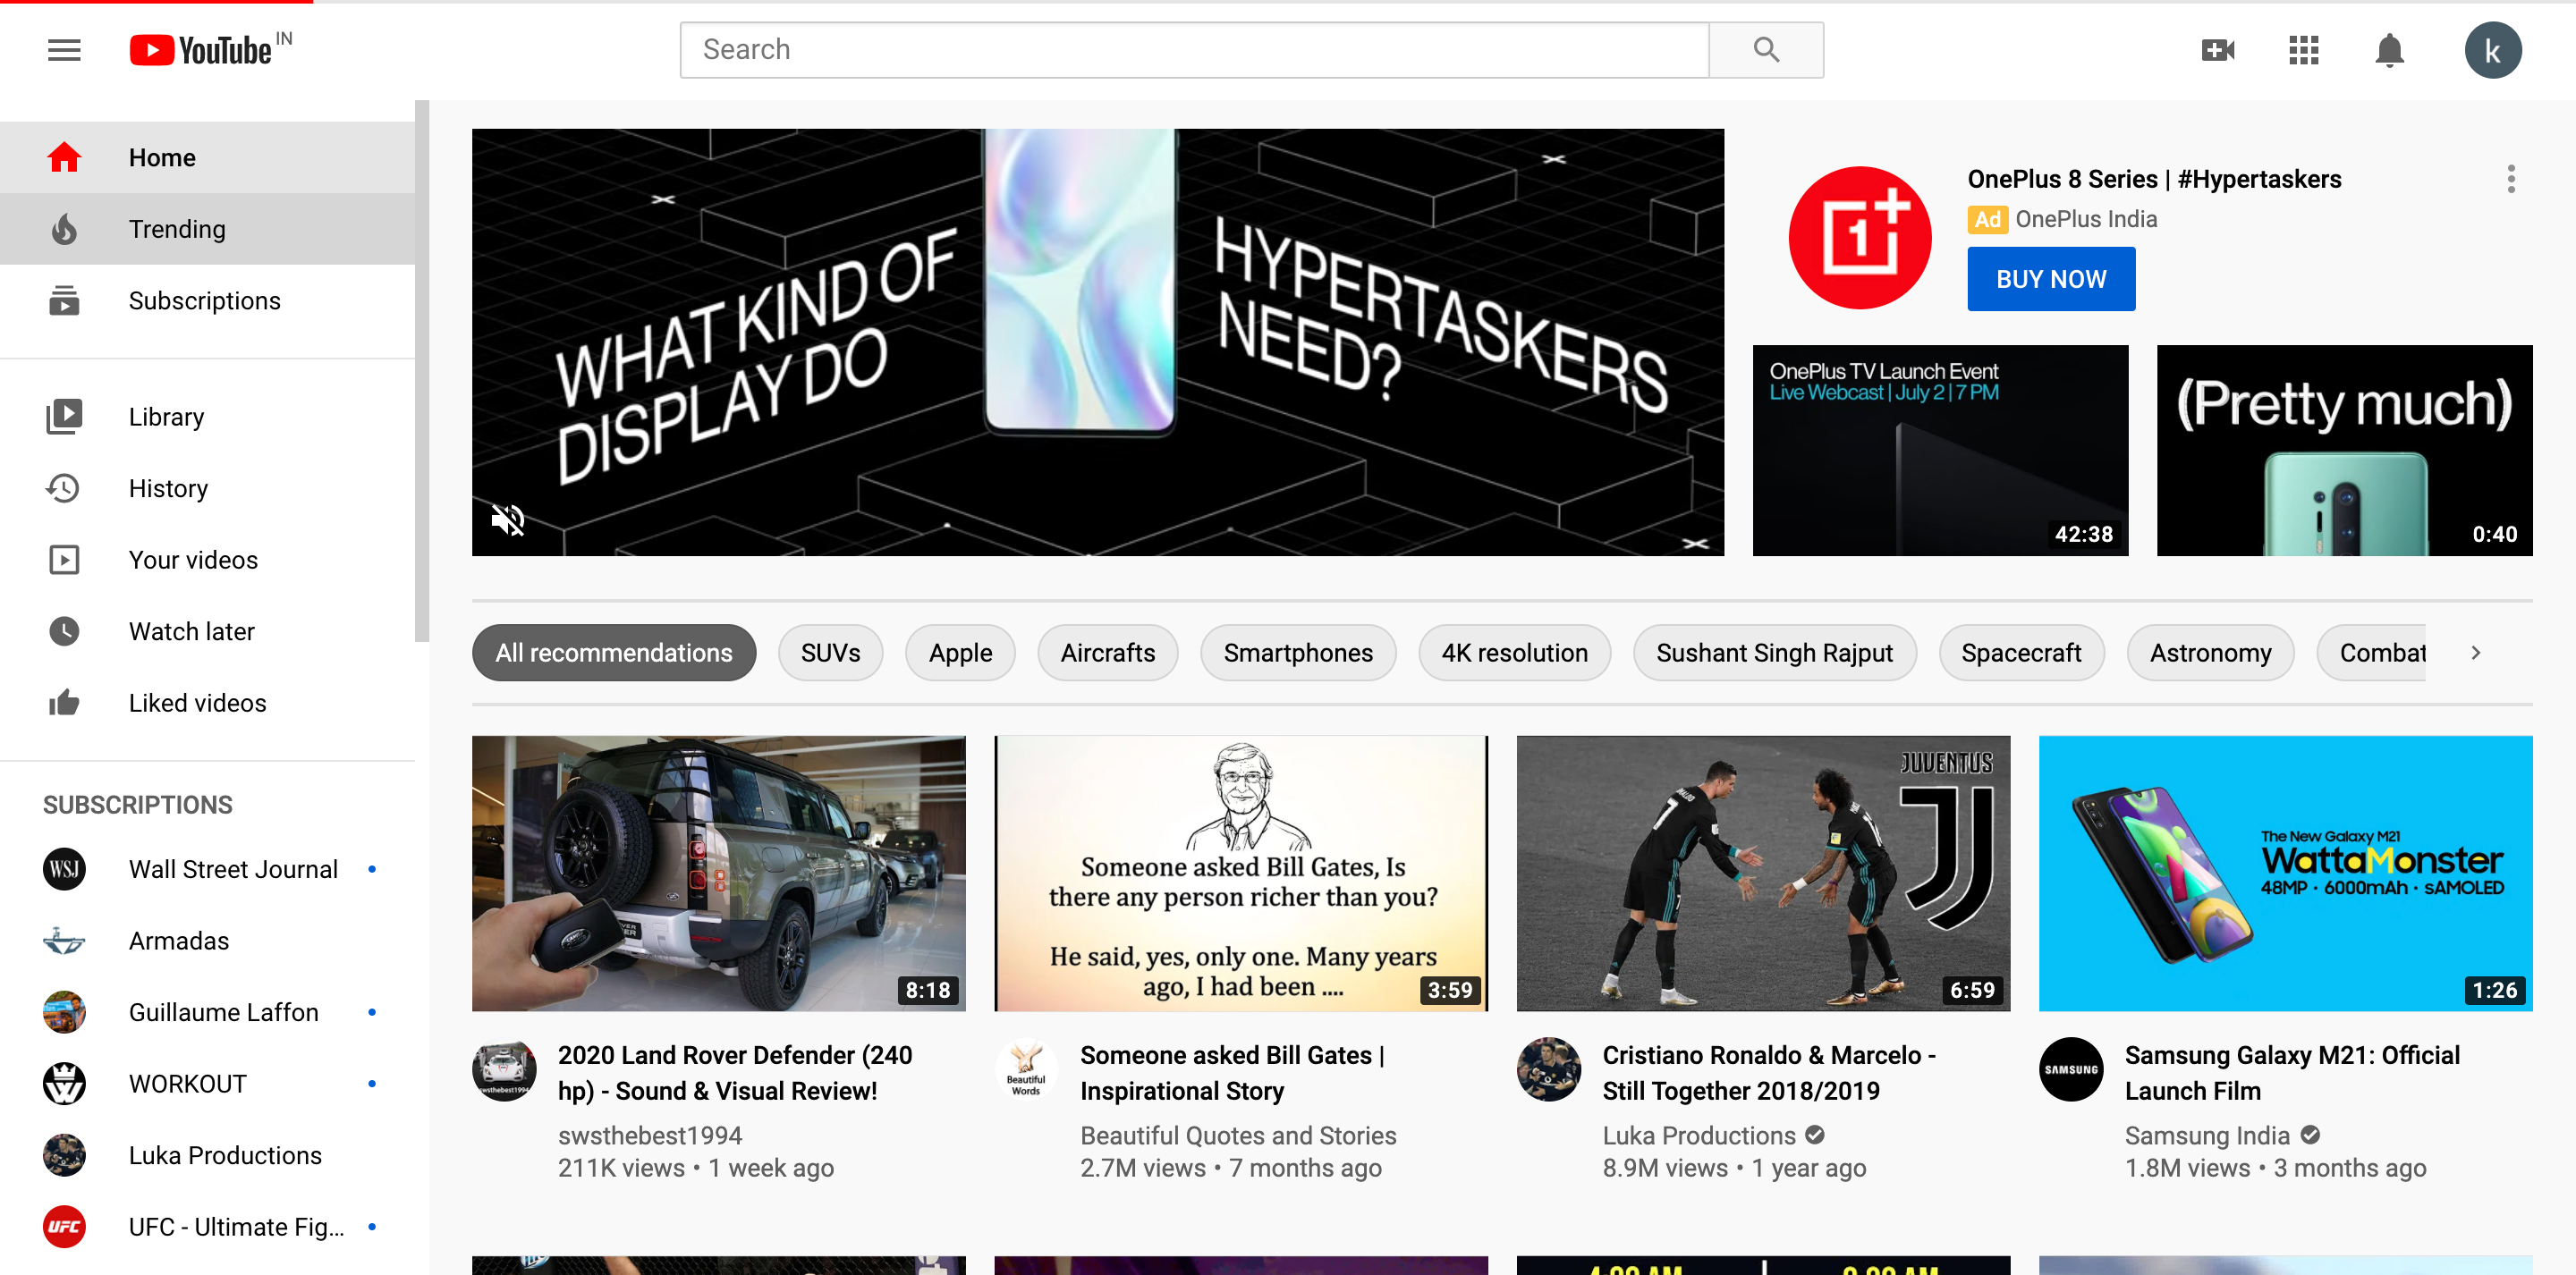 YouTube IN
Search
k
Home
Trending
Subscriptions
Library
History
Your videos
Watch later
Liked videos
SUBSCRIPTIONS
WSJ
Wall Street Journal
Armadas
Guillaume Laffon
WORKOUT
Luka Productions
UFC
UFC - Ultimate Fig...
WHAT KIND OF
DISPLAY DO
HYPERTASKERS
NEED?
1+
OnePlus 8 Series | #Hypertaskers
Ad OnePlus India
BUY NOW
OnePlus TV Launch Event
Live Webcast | July 2 | 7 PM
42:38
(Pretty much)
0:40
All recommendations
SUVs
Apple
Aircrafts
Smartphones
4K resolution
Sushant Singh Rajput
Spacecraft
Astronomy
Combat
8:18
2020 Land Rover Defender (240
hp) - Sound & Visual Review!
swsthebest1994
swsthebest1994
211K views • 1 week ago
Someone asked Bill Gates, Is
there any person richer than you?
He said, yes, only one. Many years
ago, I had been ....
3:59
Beautiful
Words
Someone asked Bill Gates |
Inspirational Story
Beautiful Quotes and Stories
2.7M views • 7 months ago
JUVENTUS
RONALDO
7
6:59
Cristiano Ronaldo & Marcelo -
Still Together 2018/2019
Luka Productions
8.9M views • 1 year ago
The New Galaxy M21
WattaMonster
48MP · 6000mAh · sAMOLED
1:26
SAMSUNG
Samsung Galaxy M21: Official
Launch Film
Samsung India
1.8M views • 3 months ago